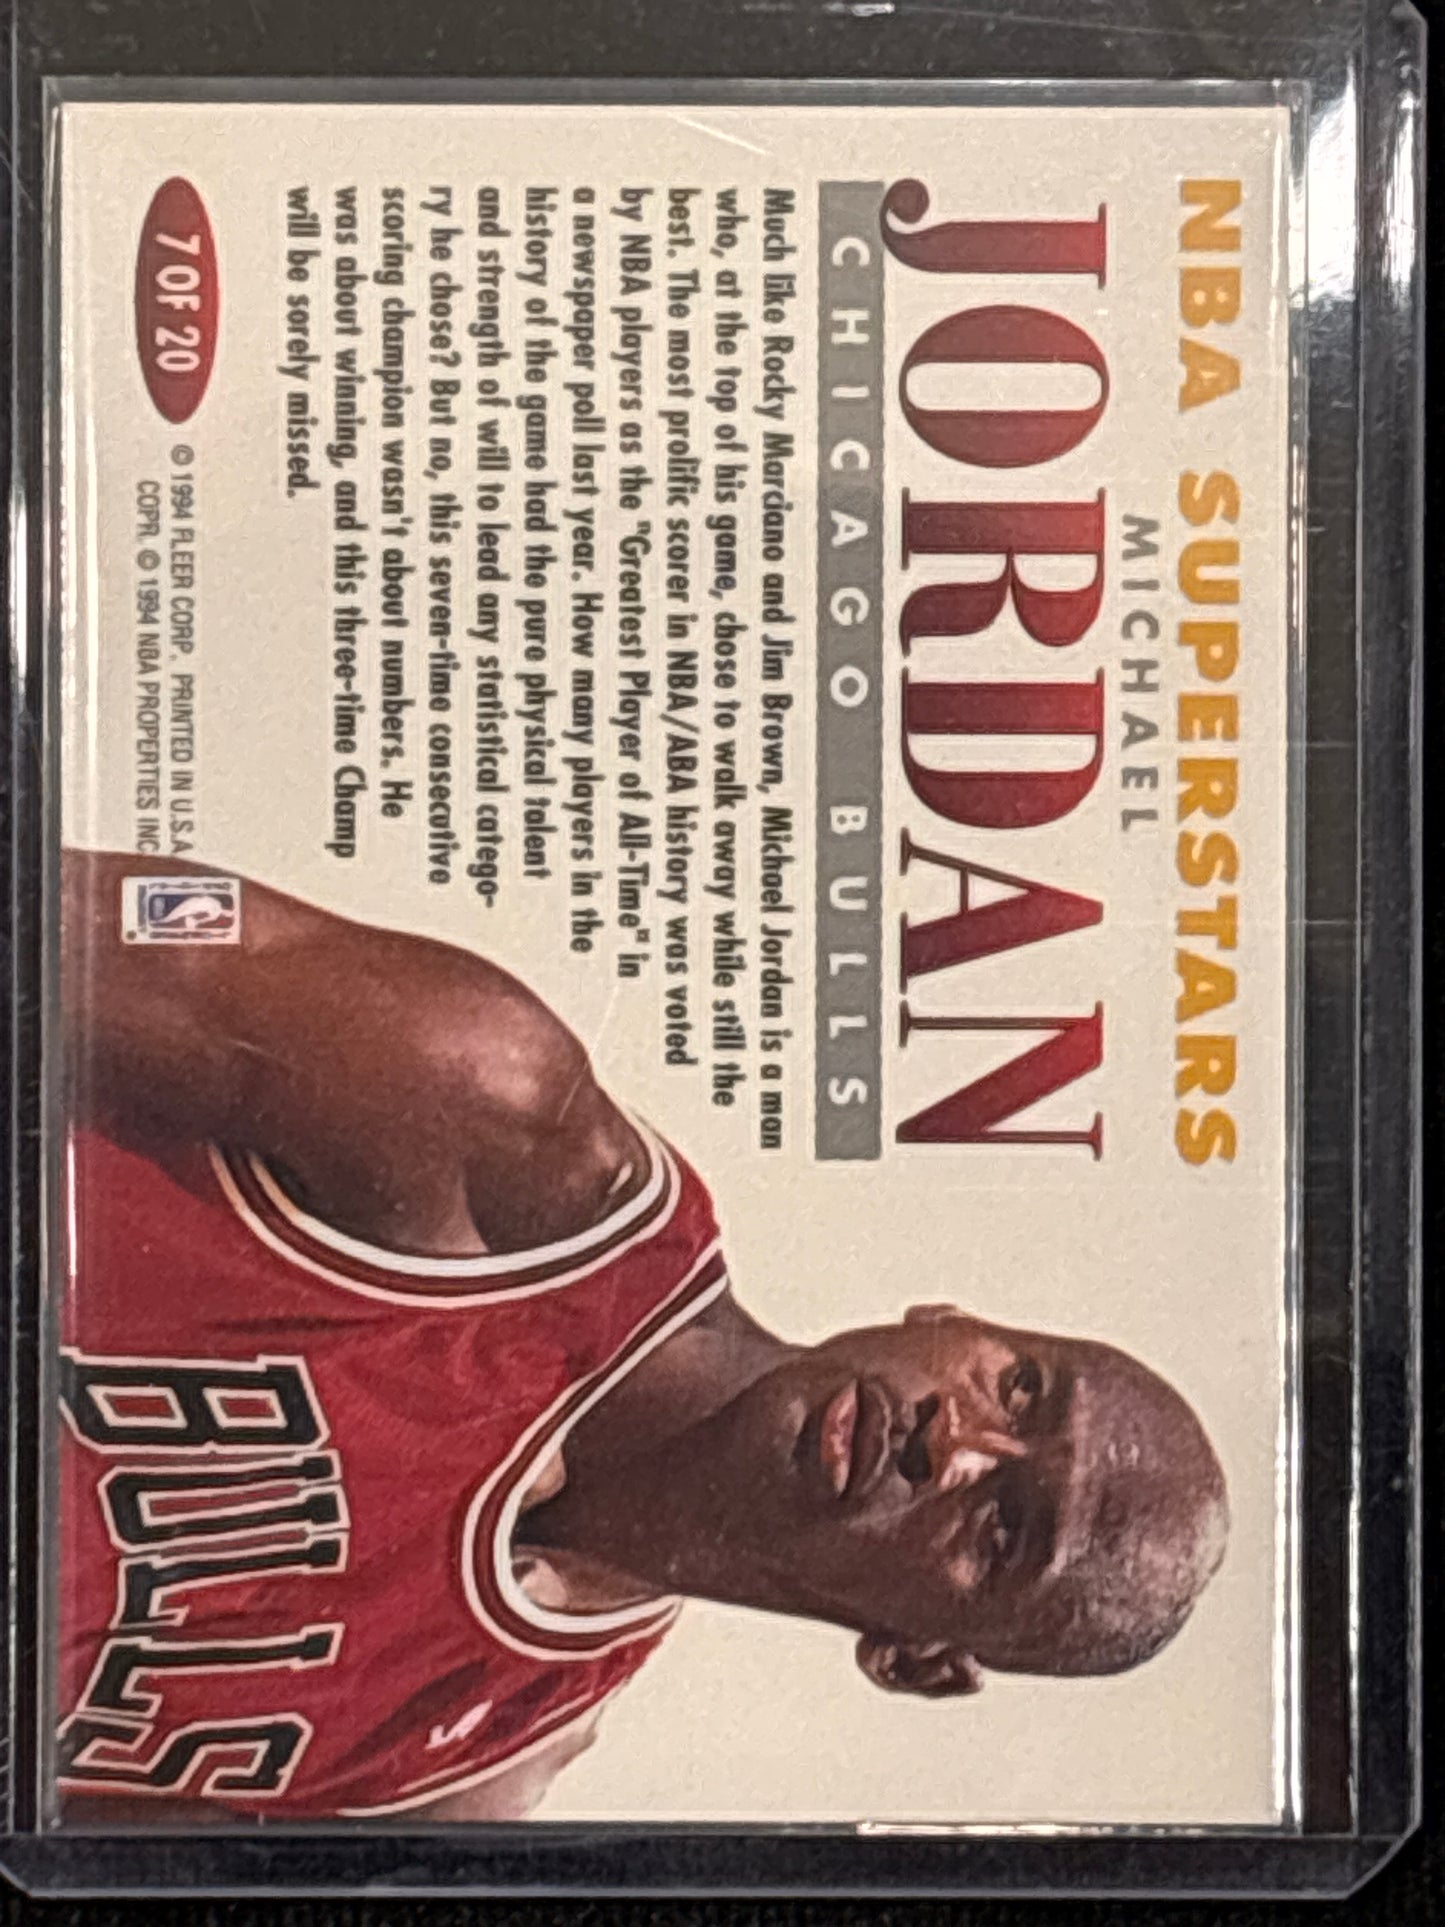 NBA SUPERSTARS
MICHAEL
JORDAN
CHICAGO BULLS
Much like Rocky Marciano and Jim Brown, Michael Jordan is a man
who, at the top of his game, chose to walk away while still the
best. The most prolific scorer in NBA/ABA history was voted
by NBA players as the "Greatest Player of All-Time" in
a newspaper poll last year. How many players in the
history of the game had the pure physical talent
and strength of will to lead any statistical catego-
ry he chose? But no, this seven-time consecutive
scoring champion wasn't about numbers. He
was about winning, and this three-time Champ
will be sorely missed.
7 OF 20
© 1994 FLEER CORP. PRINTED IN U.S.A
COPR. © 1994 NBA PROPERTIES INC
BULLS